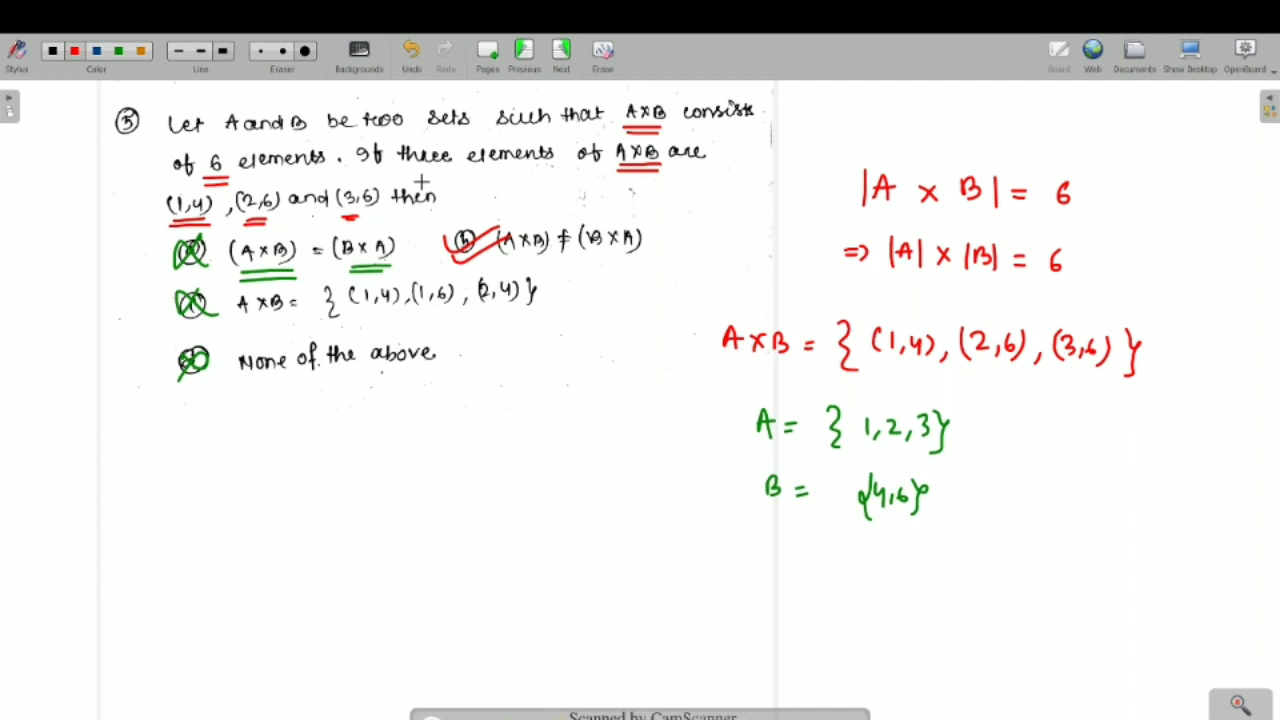 Stylus Color Line Eraser Backgrounds Undo Redo Pages Previous Next Erase Board Web Documents Show Desktop OpenBoard
Let A and B be two sets such that A×B consists
of 6 elements. If three elements of A×B are
(1,4), (2,6) and (3,6) then
(A×B) = (B×A) (A×B) ≠ (B×A)
A×B = { (1,4), (1,6), (2,4) }
None of the above
|A × B| = 6
⇒ |A| × |B| = 6
A×B = { (1,4), (2,6), (3,6) }
A = { 1,2,3}
B = {4,6}
Scanned by CamScanner